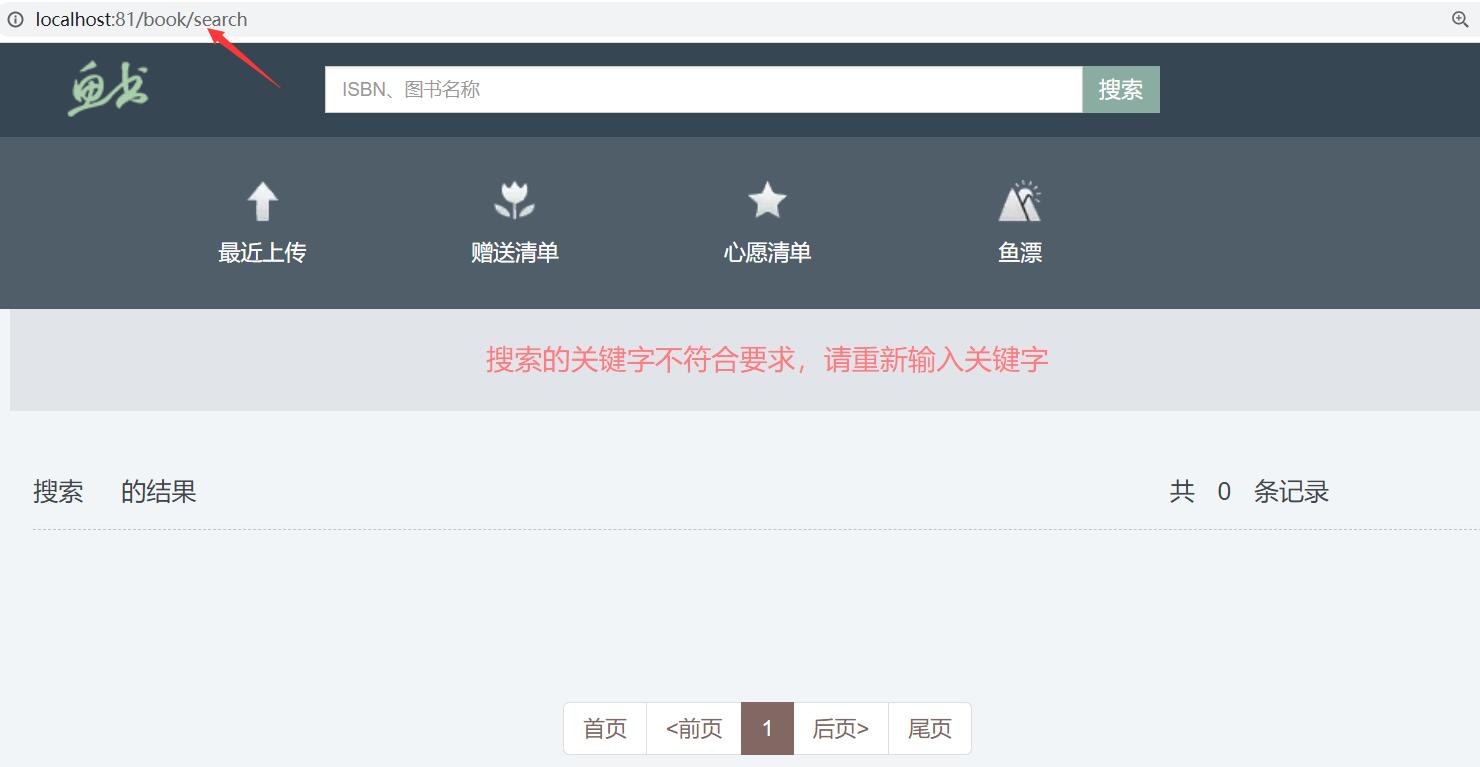 localhost:81/book/search
鱼书
ISBN、图书名称
搜索
最近上传 赠送清单 心愿清单 鱼漂
搜索的关键字不符合要求，请重新输入关键字
搜索 的结果 共 0 条记录
首页 <前页 1 后页> 尾页